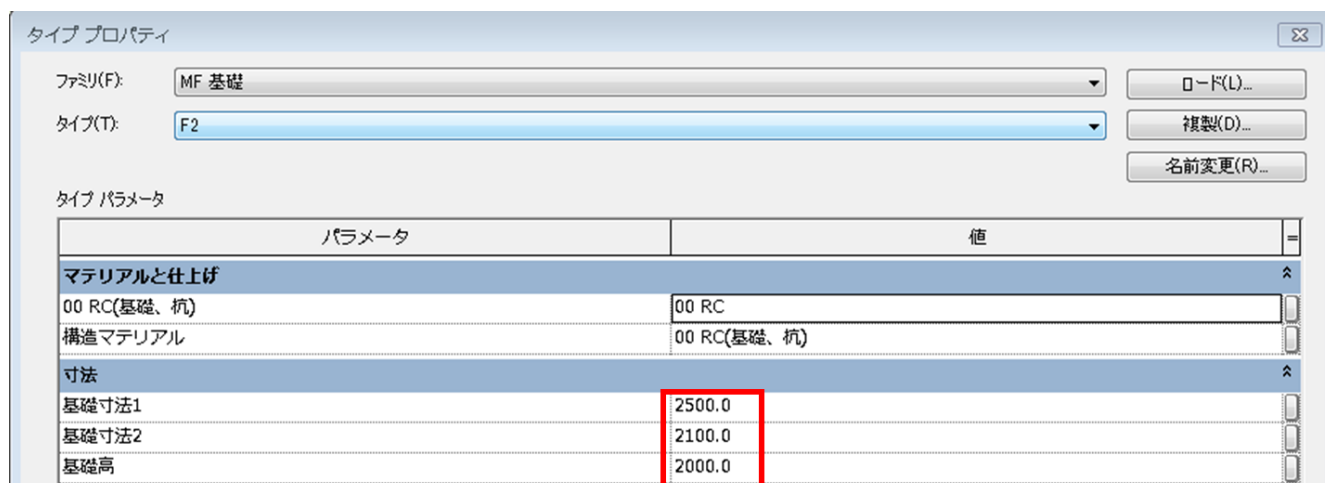 タイプ プロパティ
ファミリ(F): MF 基礎 ロード(L)...
タイプ(T): F2 複製(D)...
名前変更(R)...
タイプ パラメータ
パラメータ 値 =
マテリアルと仕上げ
00 RC(基礎、杭) 00 RC
構造マテリアル 00 RC(基礎、杭)
寸法
基礎寸法1 2500.0
基礎寸法2 2100.0
基礎高 2000.0